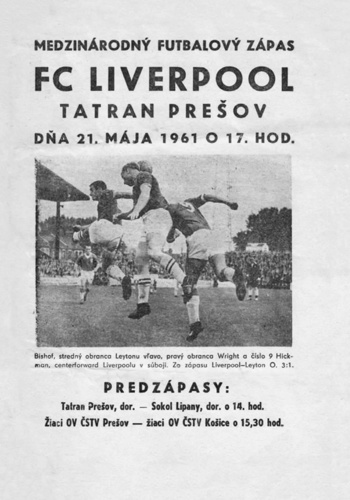 MEDZINÁRODNÝ FUTBALOVÝ ZÁPAS
FC LIVERPOOL
TATRAN PREŠOV
DŇA 21. MÁJA 1961 O 17. HOD.
Bishof, stredný obranca Leytonu vľavo, pravý obranca Wright a číslo 9 Hick-
man, centerforward Liverpoolu v súboji. Zo zápasu Liverpool–Leyton O. 3:1.
PREDZÁPASY:
Tatran Prešov, dor. — Sokol Lipany, dor. o 14. hod.
Žiaci OV ČSTV Prešov — žiaci OV ČSTV Košice o 15,30 hod.